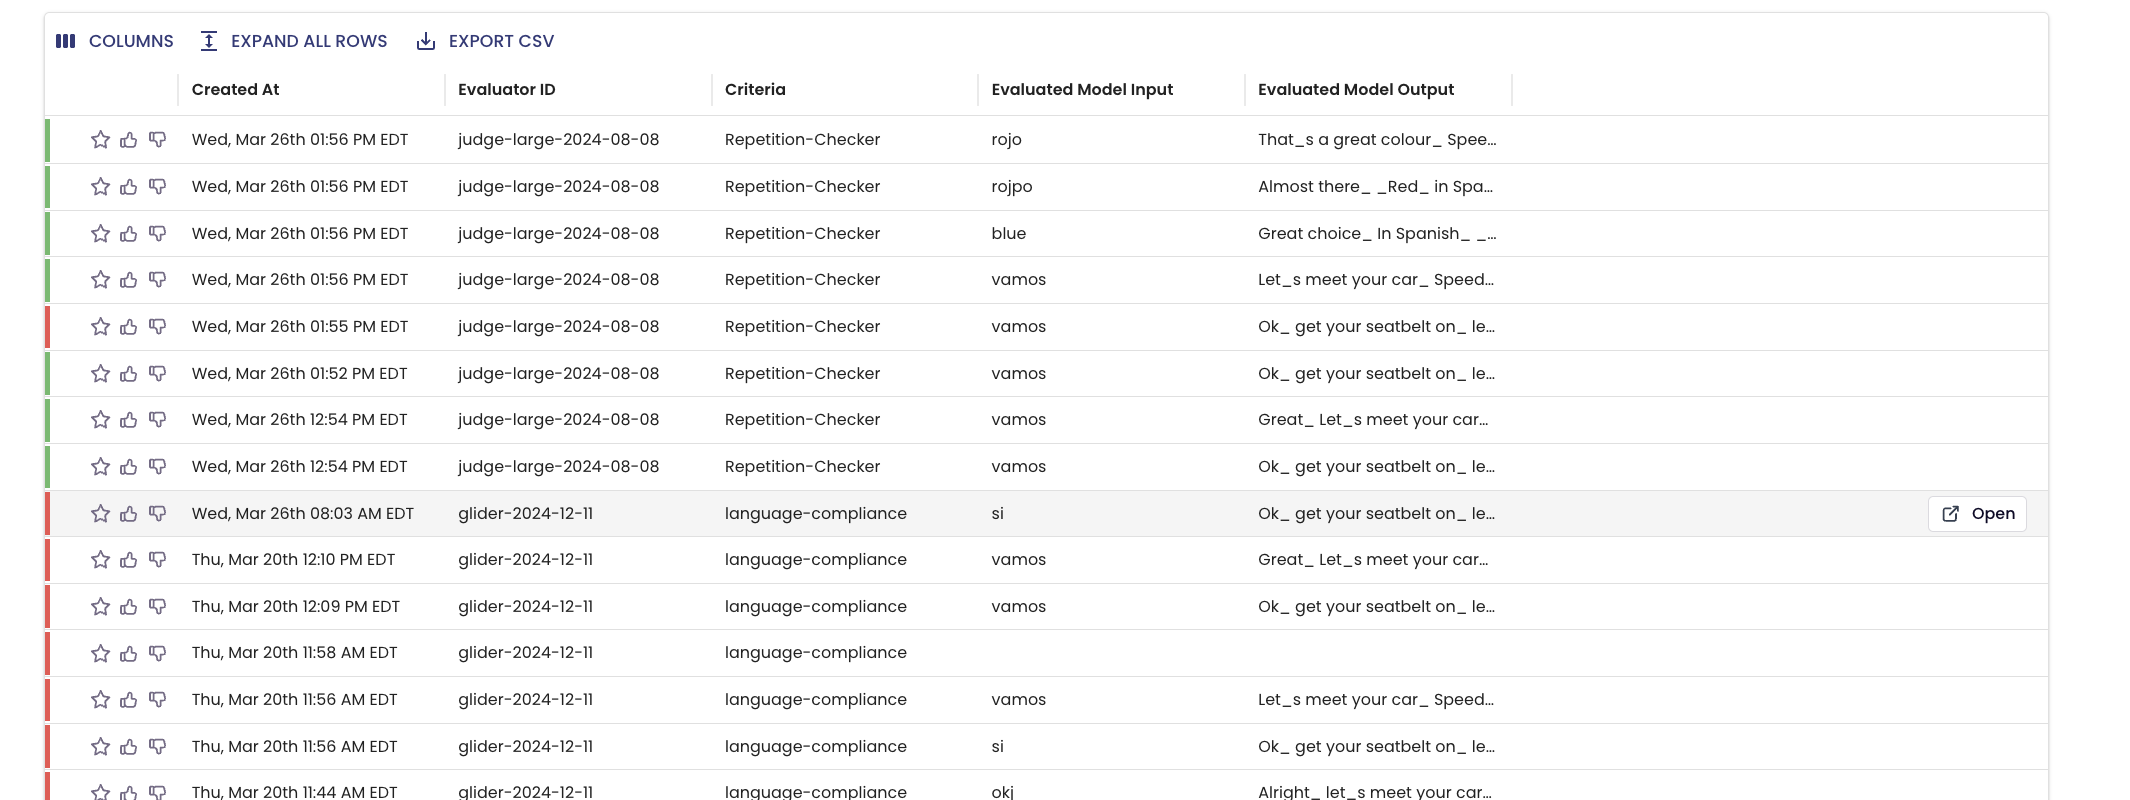 COLUMNS EXPAND ALL ROWS EXPORT CSV
Created At Evaluator ID Criteria Evaluated Model Input Evaluated Model Output
Wed, Mar 26th 01:56 PM EDT judge-large-2024-08-08 Repetition-Checker rojo That_s a great colour_ Spee...
Wed, Mar 26th 01:56 PM EDT judge-large-2024-08-08 Repetition-Checker rojpo Almost there_ _Red_ in Spa...
Wed, Mar 26th 01:56 PM EDT judge-large-2024-08-08 Repetition-Checker blue Great choice_ In Spanish_ _...
Wed, Mar 26th 01:56 PM EDT judge-large-2024-08-08 Repetition-Checker vamos Let_s meet your car_ Speed...
Wed, Mar 26th 01:55 PM EDT judge-large-2024-08-08 Repetition-Checker vamos Ok_ get your seatbelt on_ le...
Wed, Mar 26th 01:52 PM EDT judge-large-2024-08-08 Repetition-Checker vamos Ok_ get your seatbelt on_ le...
Wed, Mar 26th 12:54 PM EDT judge-large-2024-08-08 Repetition-Checker vamos Great_ Let_s meet your car...
Wed, Mar 26th 12:54 PM EDT judge-large-2024-08-08 Repetition-Checker vamos Ok_ get your seatbelt on_ le...
Wed, Mar 26th 08:03 AM EDT glider-2024-12-11 language-compliance si Ok_ get your seatbelt on_ le... Open
Thu, Mar 20th 12:10 PM EDT glider-2024-12-11 language-compliance vamos Great_ Let_s meet your car...
Thu, Mar 20th 12:09 PM EDT glider-2024-12-11 language-compliance vamos Ok_ get your seatbelt on_ le...
Thu, Mar 20th 11:58 AM EDT glider-2024-12-11 language-compliance
Thu, Mar 20th 11:56 AM EDT glider-2024-12-11 language-compliance vamos Let_s meet your car_ Speed...
Thu, Mar 20th 11:56 AM EDT glider-2024-12-11 language-compliance si Ok_ get your seatbelt on_ le...
Thu, Mar 20th 11:44 AM EDT glider-2024-12-11 language-compliance okj Alright_ let_s meet your car...